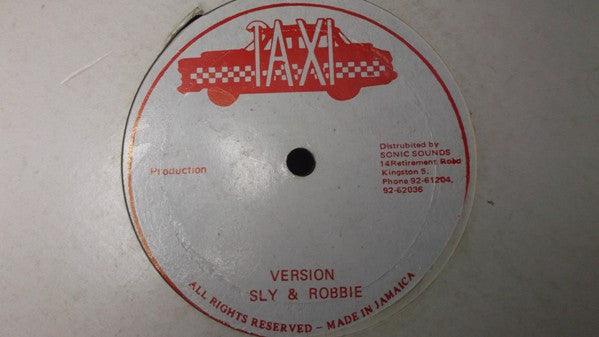 TAXI
Production
Distrubited by
SONIC SOUNDS
14Retirement Road
Kingston 5.
Phone 92-61204,
92-62036
VERSION
SLY & ROBBIE
ALL RIGHTS RESERVED - MADE IN JAMAICA